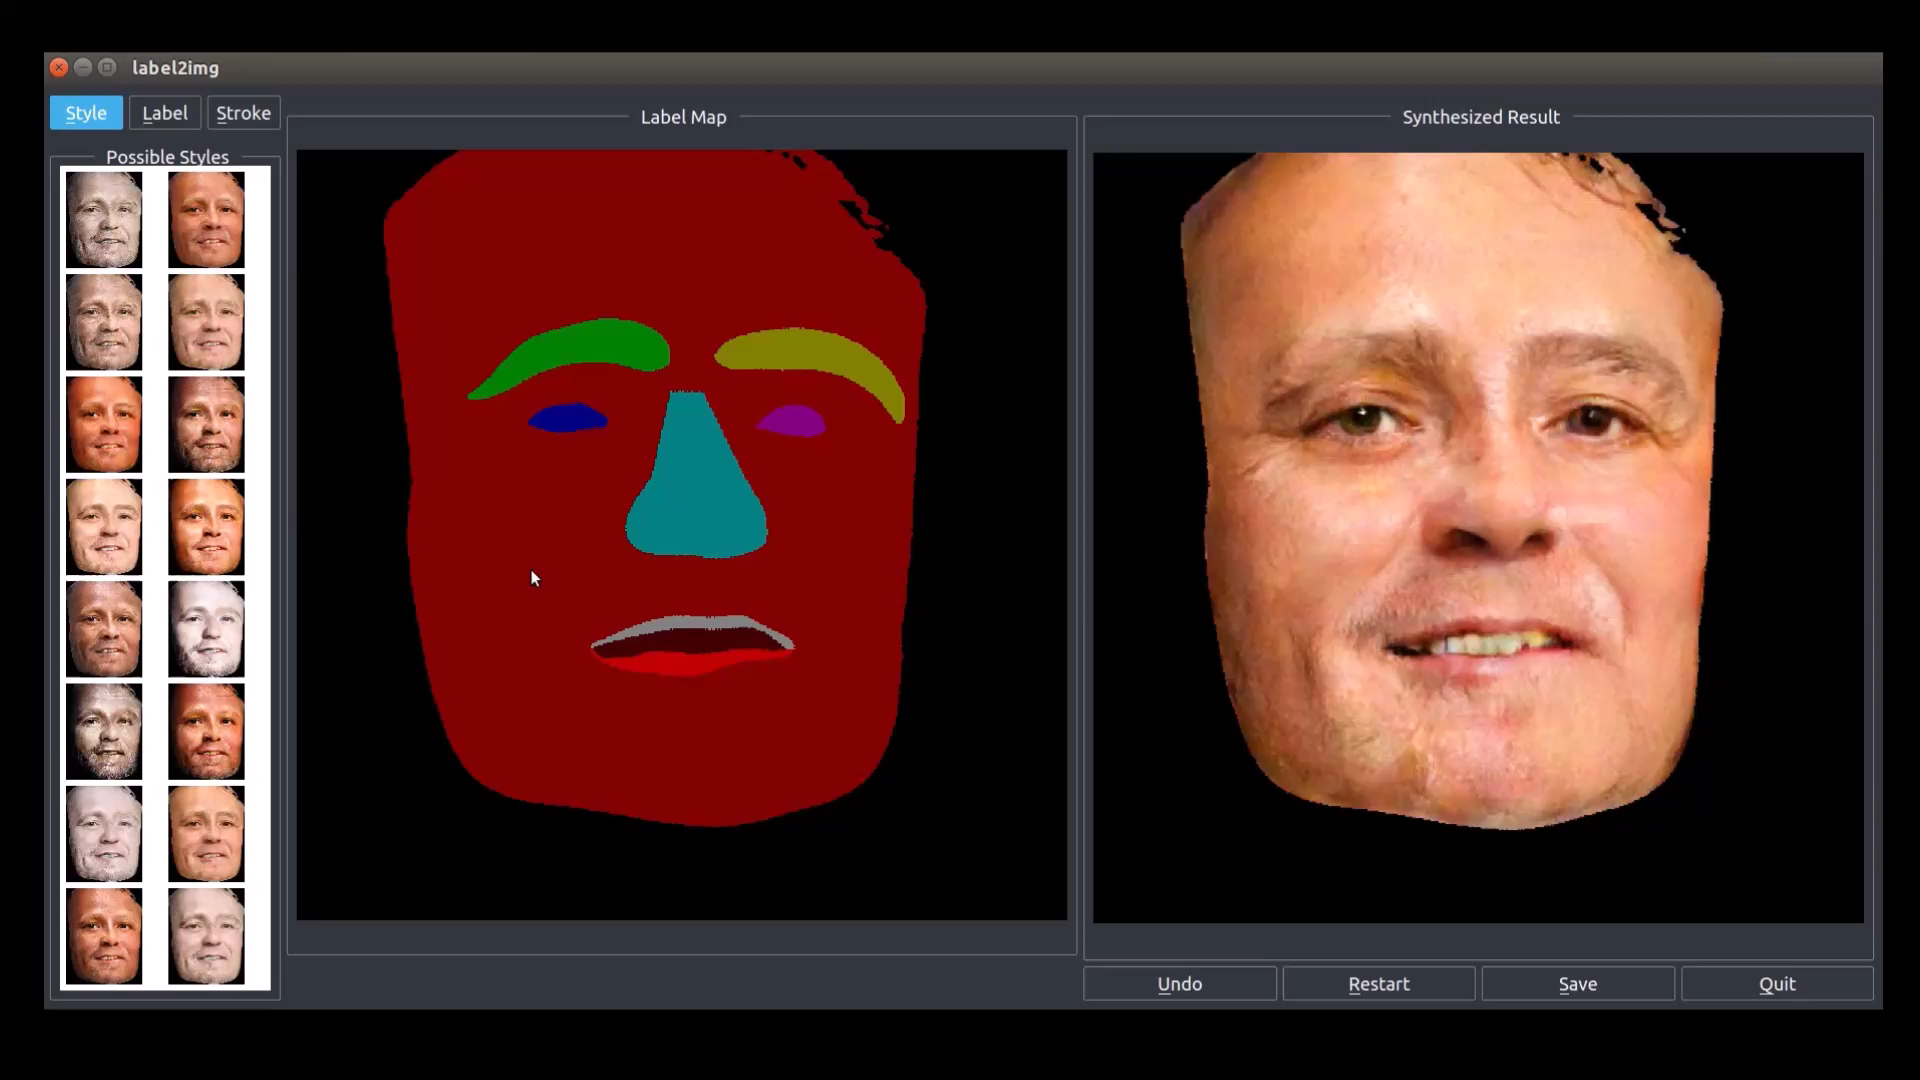 label2img
Style
Label
Stroke
Label Map
Synthesized Result
Possible Styles
Undo
Restart
Save
Quit